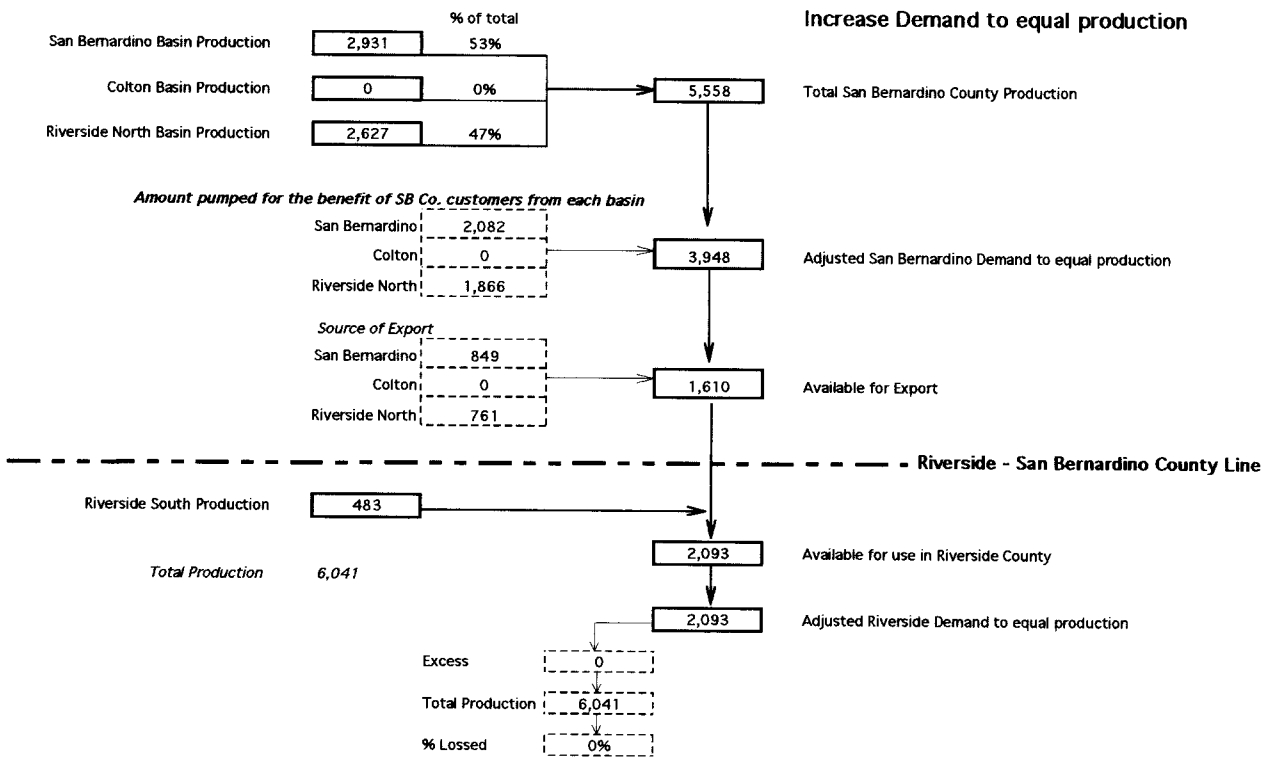 % of total
Increase Demand to equal production
San Bernardino Basin Production 2,931 53%
Colton Basin Production 0 0% 5,558 Total San Bernardino County Production
Riverside North Basin Production 2,627 47%
Amount pumped for the benefit of SB Co. customers from each basin
San Bernardino 2,082
Colton 0 3,948 Adjusted San Bernardino Demand to equal production
Riverside North 1,866
Source of Export
San Bernardino 849
Colton 0 1,610 Available for Export
Riverside North 761
Riverside - San Bernardino County Line
Riverside South Production 483
2,093 Available for use in Riverside County
Total Production 6,041
2,093 Adjusted Riverside Demand to equal production
Excess 0
Total Production 6,041
% Lossed 0%